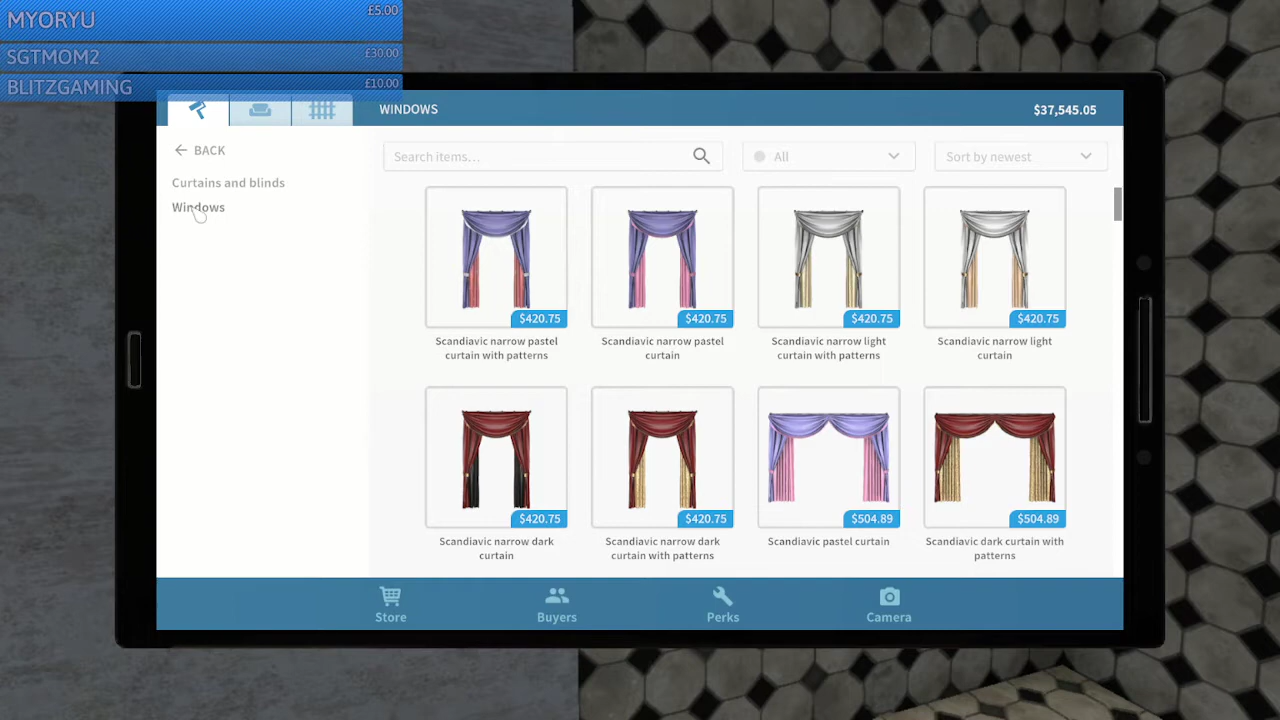 MYORYU £5.00
SGTMOM2 £30.00
BLITZGAMING £10.00
WINDOWS $37,545.05
BACK
Search items... All Sort by newest
Curtains and blinds
Windows
$420.75 $420.75 $420.75 $420.75
Scandiavic narrow pastel curtain with patterns
Scandiavic narrow pastel curtain
Scandiavic narrow light curtain with patterns
Scandiavic narrow light curtain
$420.75 $420.75 $504.89 $504.89
Scandiavic narrow dark curtain
Scandiavic narrow dark curtain with patterns
Scandiavic pastel curtain
Scandiavic dark curtain with patterns
Store Buyers Perks Camera